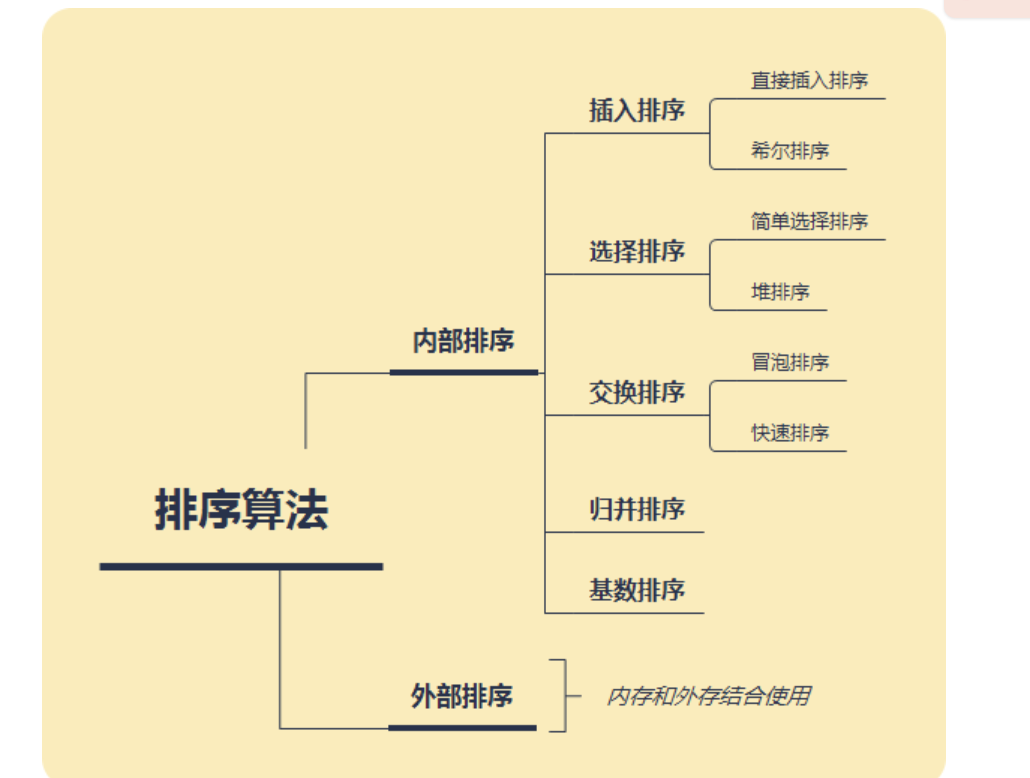 直接插入排序
插入排序
希尔排序
简单选择排序
选择排序
堆排序
内部排序
冒泡排序
交换排序
快速排序
归并排序
排序算法
基数排序
外部排序
内存和外存结合使用